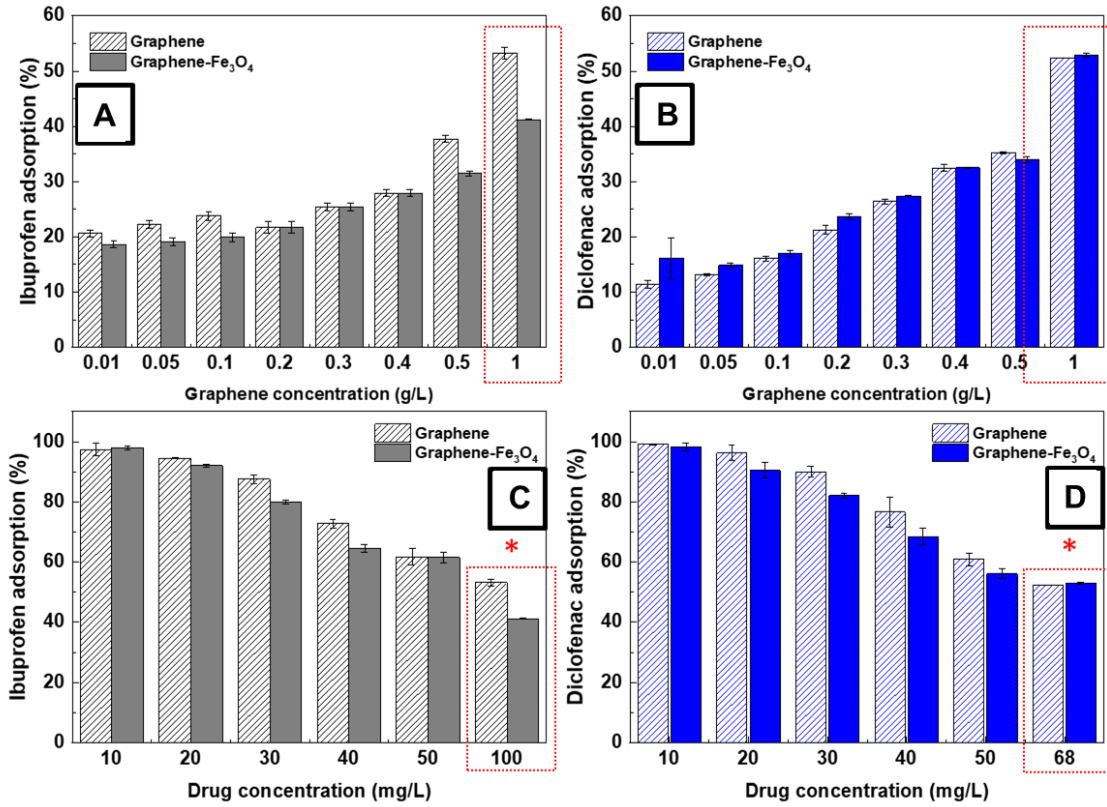 60
50
40
30
20
10
0
Ibuprofen adsorption (%)
Graphene
Graphene-Fe₃O₄
A
0.01 0.05 0.1 0.2 0.3 0.4 0.5 1
Graphene concentration (g/L)
60
50
40
30
20
10
0
Diclofenac adsorption (%)
Graphene
Graphene-Fe₃O₄
B
0.01 0.05 0.1 0.2 0.3 0.4 0.5 1
Graphene concentration (g/L)
100
80
60
40
20
0
Ibuprofen adsorption (%)
Graphene
Graphene-Fe₃O₄
C
*
10 20 30 40 50 100
Drug concentration (mg/L)
100
80
60
40
20
0
Diclofenac adsorption (%)
Graphene
Graphene-Fe₃O₄
D
*
10 20 30 40 50 68
Drug concentration (mg/L)